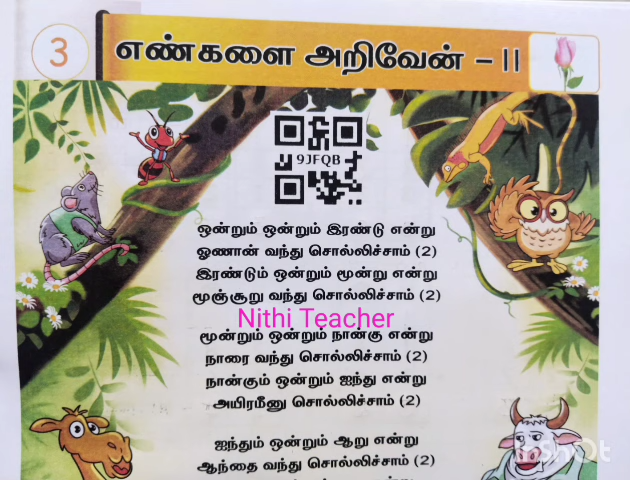 3
எண்களை அறிவேன் – II
9JFQB
ஒன்றும் ஒன்றும் இரண்டு என்று
ஓணான் வந்து சொல்லிச்சாம் (2)
இரண்டும் ஒன்றும் மூன்று என்று
மூஞ்சூறு வந்து சொல்லிச்சாம் (2)
Nithi Teacher
மூன்றும் ஒன்றும் நான்கு என்று
நாரை வந்து சொல்லிச்சாம் (2)
நான்கும் ஒன்றும் ஐந்து என்று
அயிரமீனு சொல்லிச்சாம் (2)
ஐந்தும் ஒன்றும் ஆறு என்று
ஆந்தை வந்து சொல்லிச்சாம் (2)
InShOt